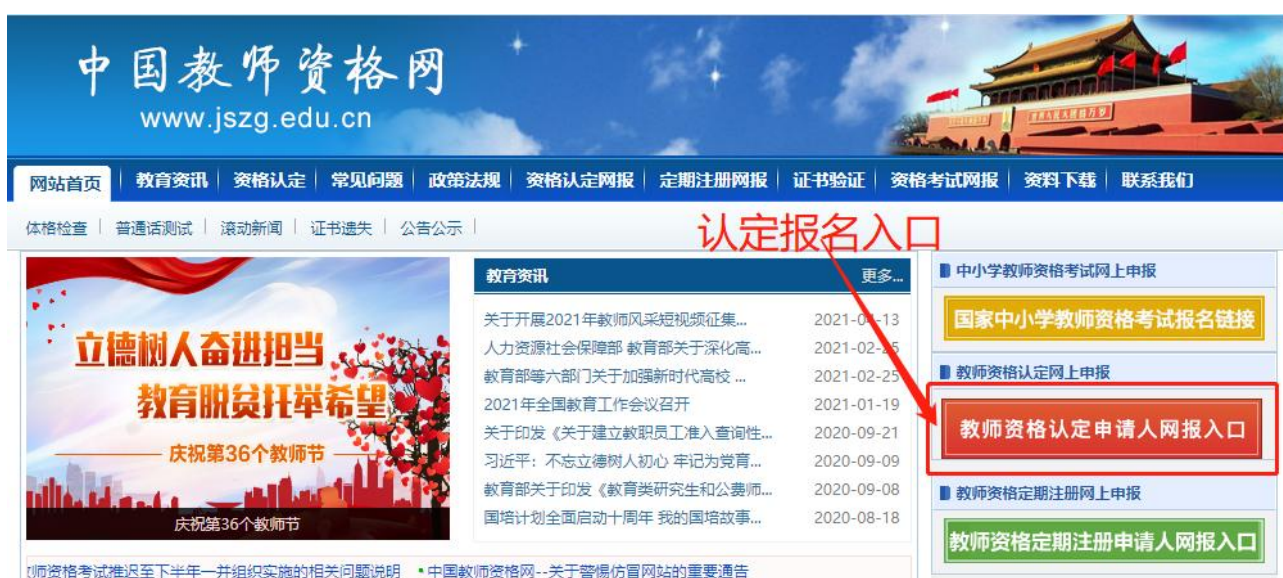 中国教师资格网
www.jszg.edu.cn
网站首页 教育资讯 资格认定 常见问题 政策法规 资格认定网报 定期注册网报 证书验证 资格考试网报 资料下载 联系我们
体格检查 普通话测试 滚动新闻 证书遗失 公告公示
认定报名入口
立德树人奋进担当
教育脱贫托举希望
庆祝第36个教师节
庆祝第36个教师节
教育资讯 更多...
关于开展2021年教师风采短视频征集... 2021-04-13
人力资源社会保障部 教育部关于深化高... 2021-02-25
教育部等六部门关于加强新时代高校 ... 2021-02-25
2021年全国教育工作会议召开 2021-01-19
关于印发《关于建立教职员工准入查询性... 2020-09-21
习近平：不忘立德树人初心 牢记为党育... 2020-09-09
教育部关于印发《教育类研究生和公费师... 2020-09-08
国培计划全面启动十周年 我的国培故事... 2020-08-18
中小学教师资格考试网上申报
国家中小学教师资格考试报名链接
教师资格认定网上申报
教师资格认定申请人网报入口
教师资格定期注册网上申报
教师资格定期注册申请人网报入口
师资格考试推迟至下半年一并组织实施的相关问题说明 •中国教师资格网--关于警惕仿冒网站的重要通告